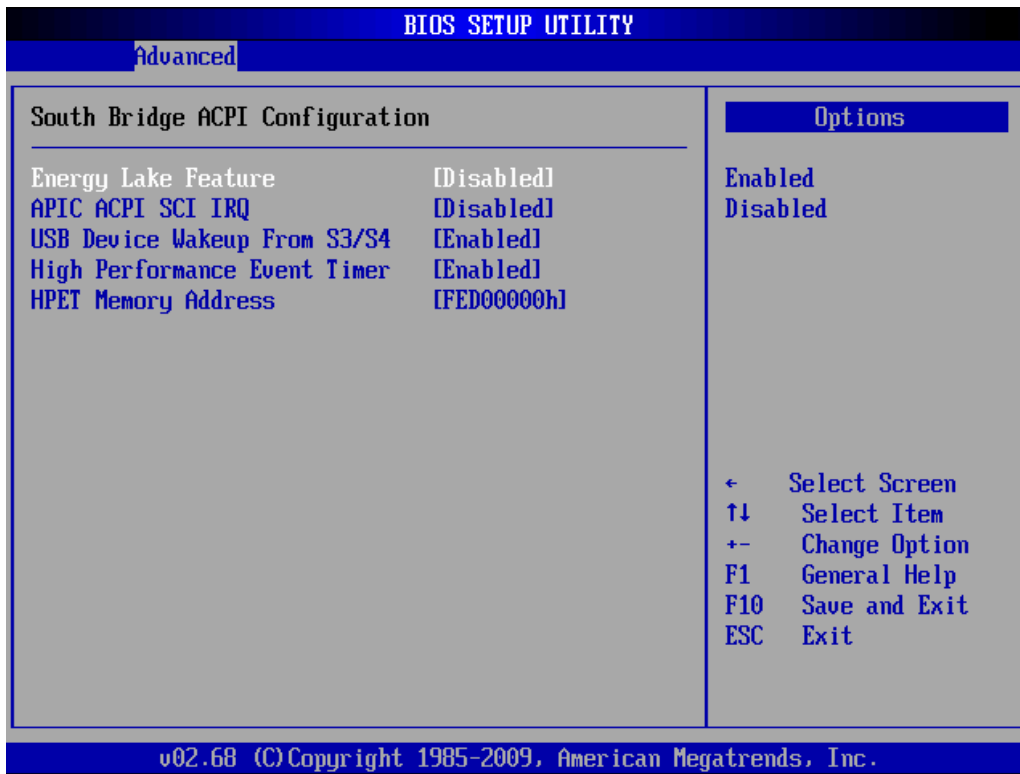 BIOS SETUP UTILITY
Advanced
South Bridge ACPI Configuration
Energy Lake Feature [Disabled]
APIC ACPI SCI IRQ [Disabled]
USB Device Wakeup From S3/S4 [Enabled]
High Performance Event Timer [Enabled]
HPET Memory Address [FED00000h]
Options
Enabled
Disabled
← Select Screen
↑↓ Select Item
+- Change Option
F1 General Help
F10 Save and Exit
ESC Exit
v02.68 (C)Copyright 1985-2009, American Megatrends, Inc.